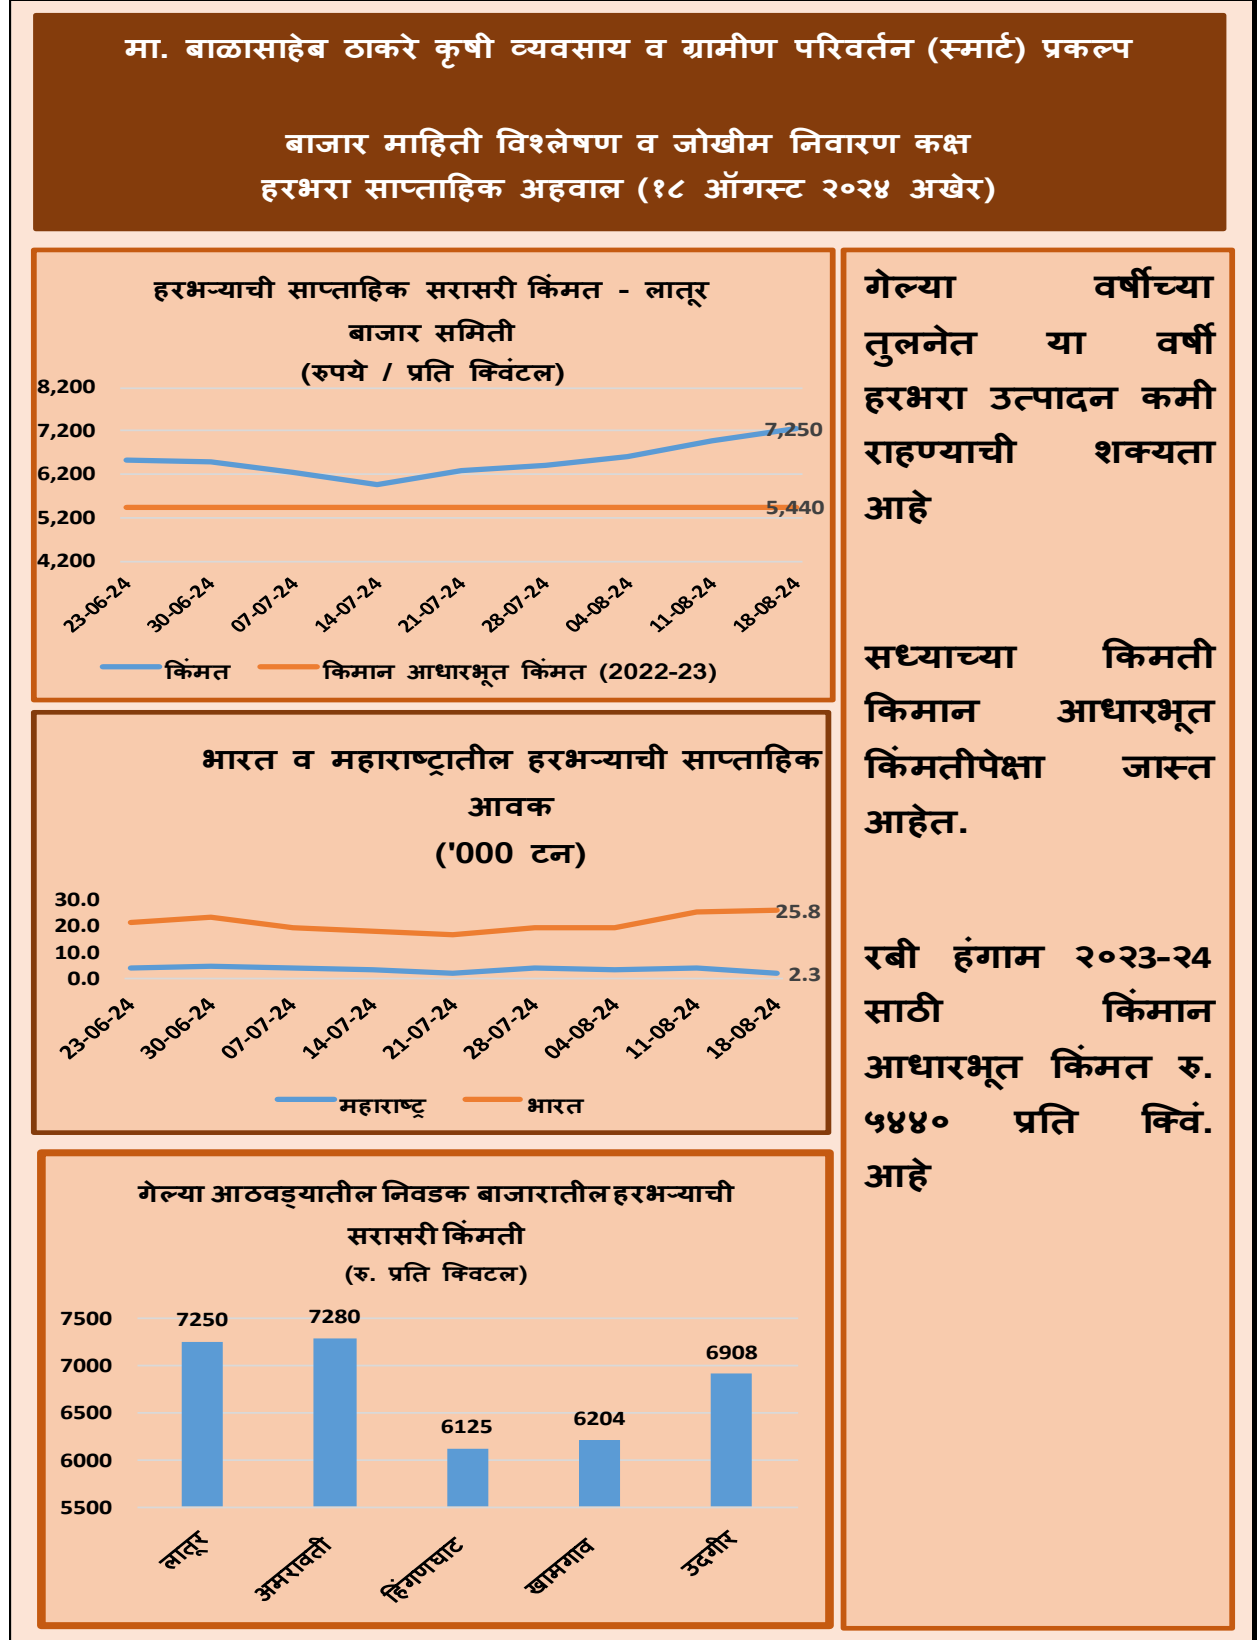 मा. बाळासाहेब ठाकरे कृषी व्यवसाय व ग्रामीण परिवर्तन (स्मार्ट) प्रकल्प
बाजार माहिती विश्लेषण व जोखीम निवारण कक्ष
हरभरा साप्ताहिक अहवाल (१८ ऑगस्ट २०२४ अखेर)
हरभऱ्याची साप्ताहिक सरासरी किंमत - लातूर
बाजार समिती
(रुपये / प्रति क्विंटल)
8,200
7,200
6,200
5,200
4,200
7,250
5,440
23-06-24
30-06-24
07-07-24
14-07-24
21-07-24
28-07-24
04-08-24
11-08-24
18-08-24
किंमत
किमान आधारभूत किंमत (2022-23)
भारत व महाराष्ट्रातील हरभऱ्याची साप्ताहिक
आवक
('000 टन)
30.0
20.0
10.0
0.0
25.8
2.3
23-06-24
30-06-24
07-07-24
14-07-24
21-07-24
28-07-24
04-08-24
11-08-24
18-08-24
महाराष्ट्र
भारत
गेल्या आठवड्यातील निवडक बाजारातील हरभऱ्याची
सरासरी किंमती
(रु. प्रति क्विटल)
7500
7000
6500
6000
5500
7250
7280
6125
6204
6908
लातूर
अमरावती
हिंगणघाट
खामगाव
उदगीर
गेल्या वर्षीच्या
तुलनेत या वर्षी
हरभरा उत्पादन कमी
राहण्याची शक्यता
आहे
सध्याच्या किमती
किमान आधारभूत
किंमतीपेक्षा जास्त
आहेत.
रबी हंगाम २०२३-२४
साठी किंमान
आधारभूत किंमत रु.
५४४० प्रति क्विं.
आहे